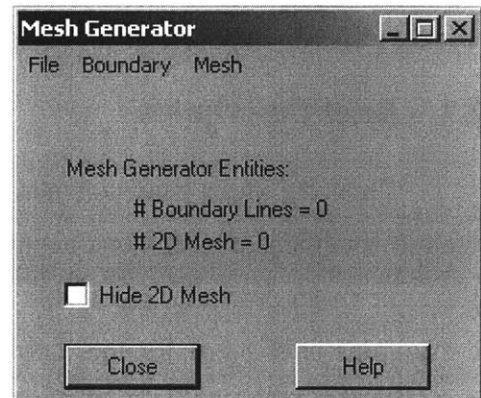 Mesh Generator
File Boundary Mesh
Mesh Generator Entities:
# Boundary Lines = 0
# 2D Mesh = 0
Hide 2D Mesh
Close Help